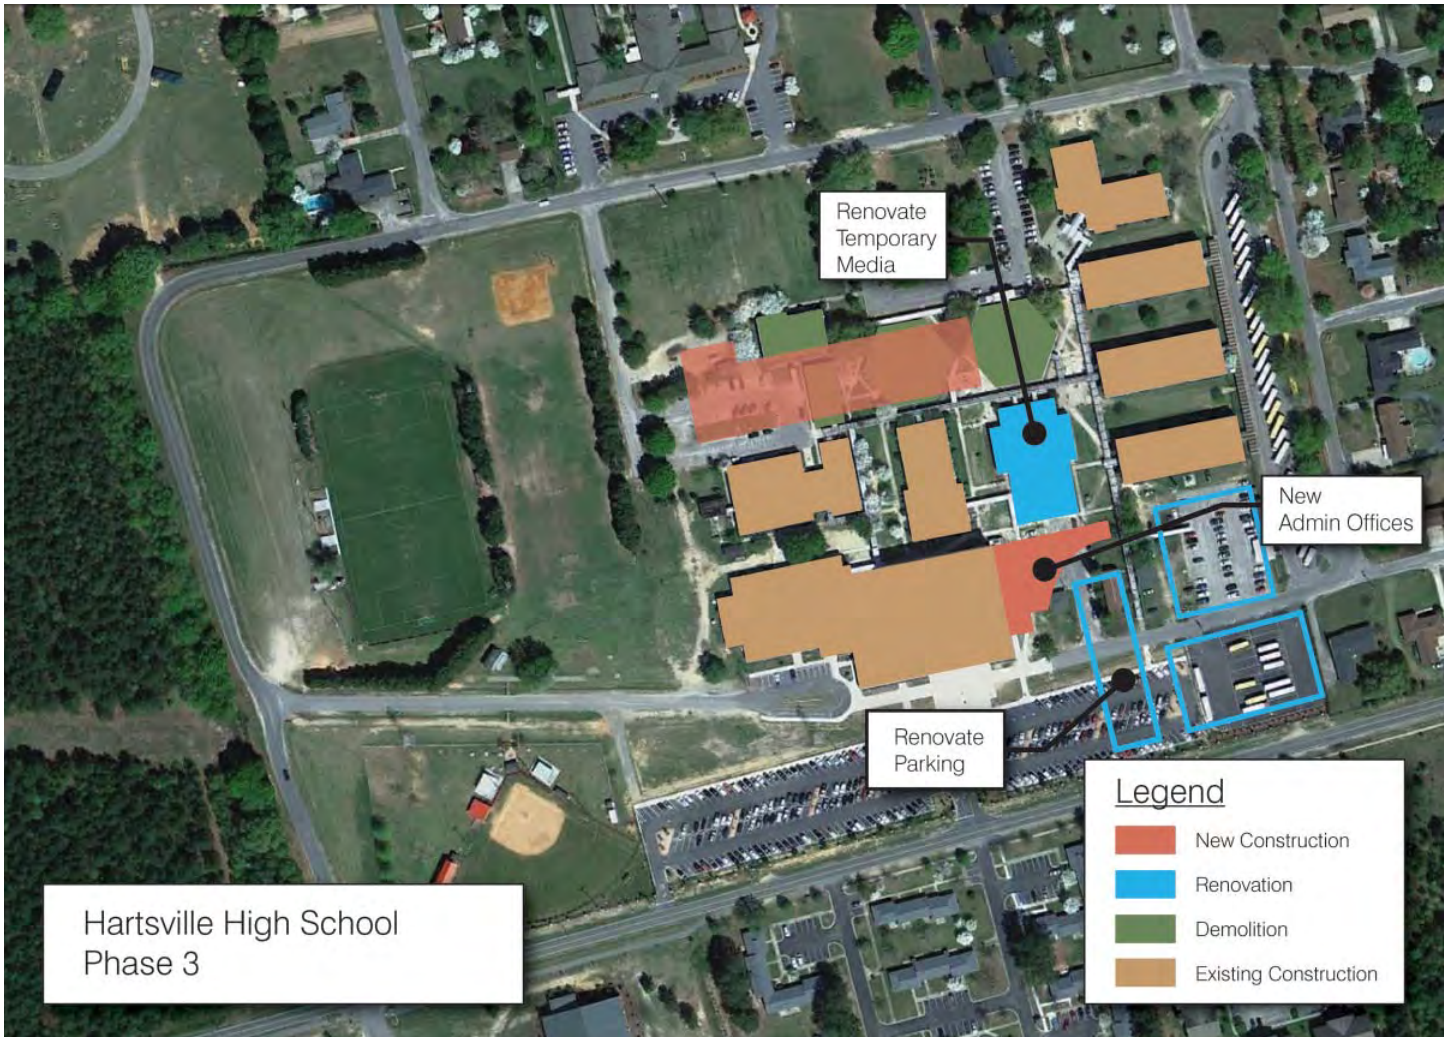 Renovate
Temporary
Media
New
Admin Offices
Renovate
Parking
Legend
New Construction
Renovation
Demolition
Existing Construction
Hartsville High School
Phase 3